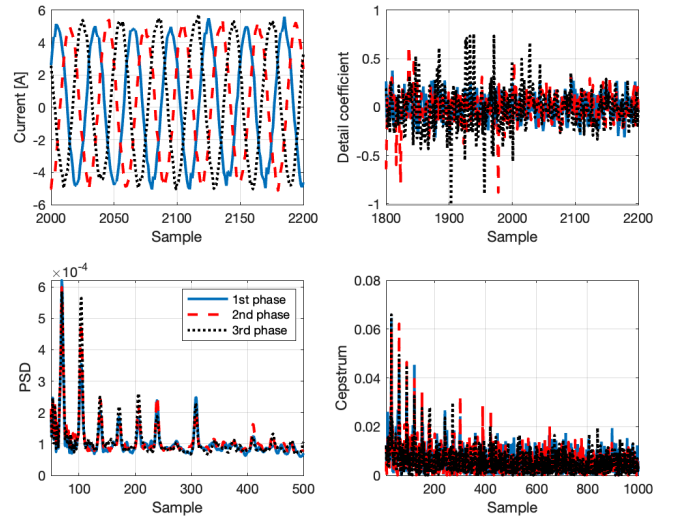 6
4
2
0
-2
-4
-6
Current [A]
2000 2050 2100 2150 2200
Sample
1
0.5
0
-0.5
-1
Detail coefficient
1800 1900 2000 2100 2200
Sample
×10^-4
6
5
4
3
2
1
0
PSD
1st phase
2nd phase
3rd phase
100 200 300 400 500
Sample
0.08
0.06
0.04
0.02
0
Cepstrum
200 400 600 800 1000
Sample